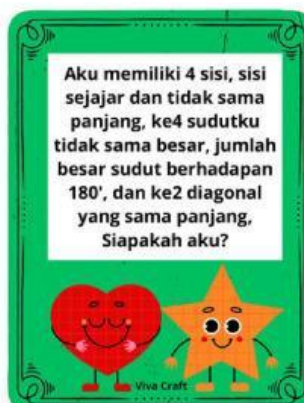 Aku memiliki 4 sisi, sisi
sejajar dan tidak sama
panjang, ke4 sudutku
tidak sama besar, jumlah
besar sudut berhadapan
180', dan ke2 diagonal
yang sama panjang,
Siapakah aku?
Viva Craft